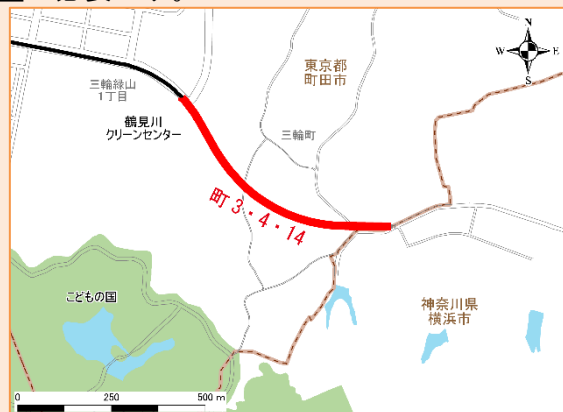 N
W E
S
東京都
町田市
三輪緑山
1丁目
鶴見川
クリーンセンター
三輪町
町3・4・14
こどもの国
神奈川県
横浜市
0 250 500 m